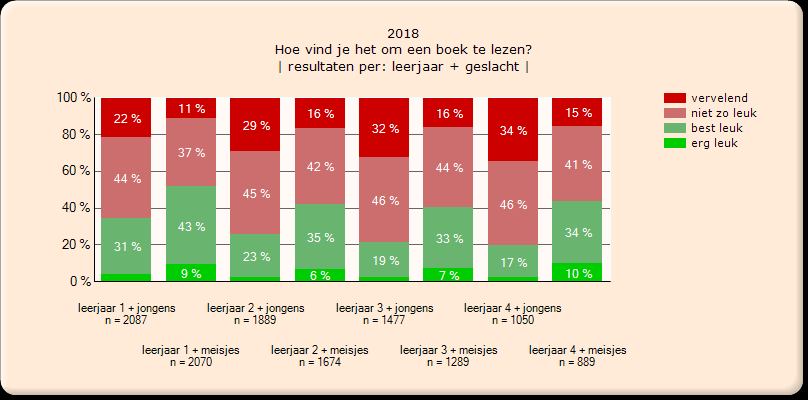 2018
Hoe vind je het om een boek te lezen?
| resultaten per: leerjaar + geslacht |
100 %
80 %
60 %
40 %
20 %
0 %
22 %
44 %
31 %
11 %
37 %
43 %
9 %
29 %
45 %
23 %
16 %
42 %
35 %
6 %
32 %
46 %
19 %
16 %
44 %
33 %
7 %
34 %
46 %
17 %
15 %
41 %
34 %
10 %
vervelend
niet zo leuk
best leuk
erg leuk
leerjaar 1 + jongens
n = 2087
leerjaar 2 + jongens
n = 1889
leerjaar 3 + jongens
n = 1477
leerjaar 4 + jongens
n = 1050
leerjaar 1 + meisjes
n = 2070
leerjaar 2 + meisjes
n = 1674
leerjaar 3 + meisjes
n = 1289
leerjaar 4 + meisjes
n = 889